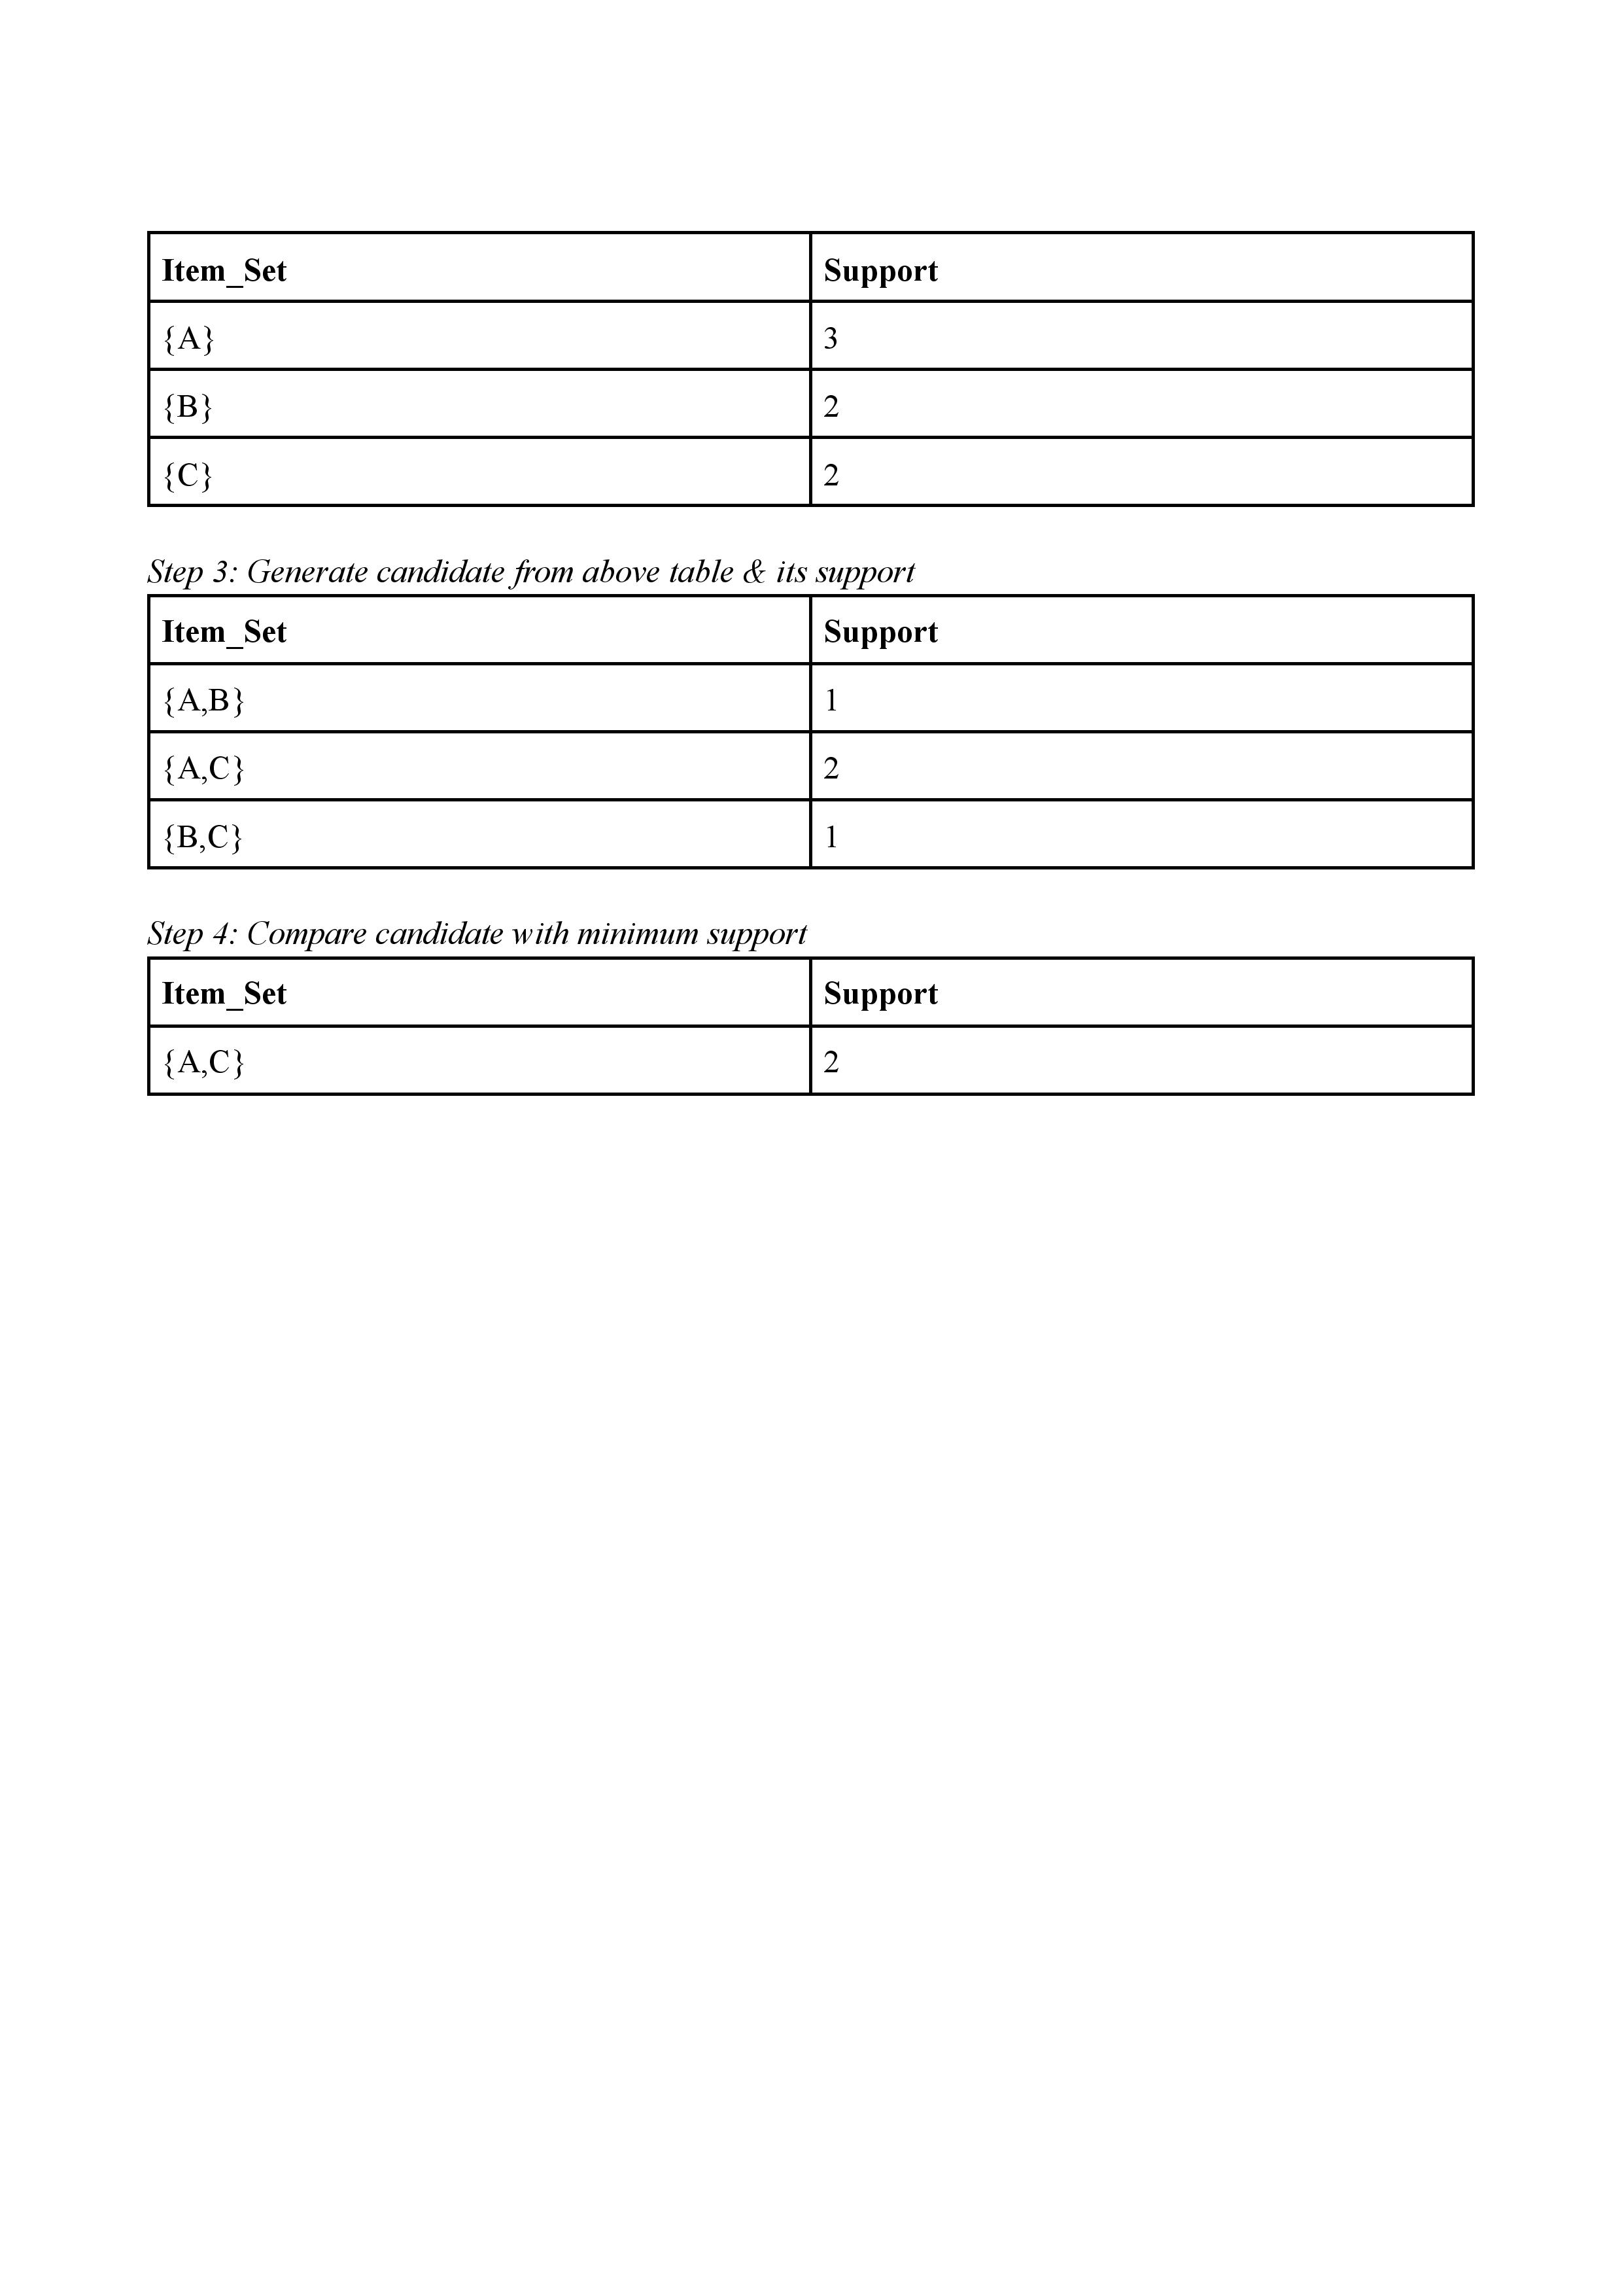 Item_Set Support
{A} 3
{B} 2
{C} 2
Step 3: Generate candidate from above table & its support
Item_Set Support
{A,B} 1
{A,C} 2
{B,C} 1
Step 4: Compare candidate with minimum support
Item_Set Support
{A,C} 2